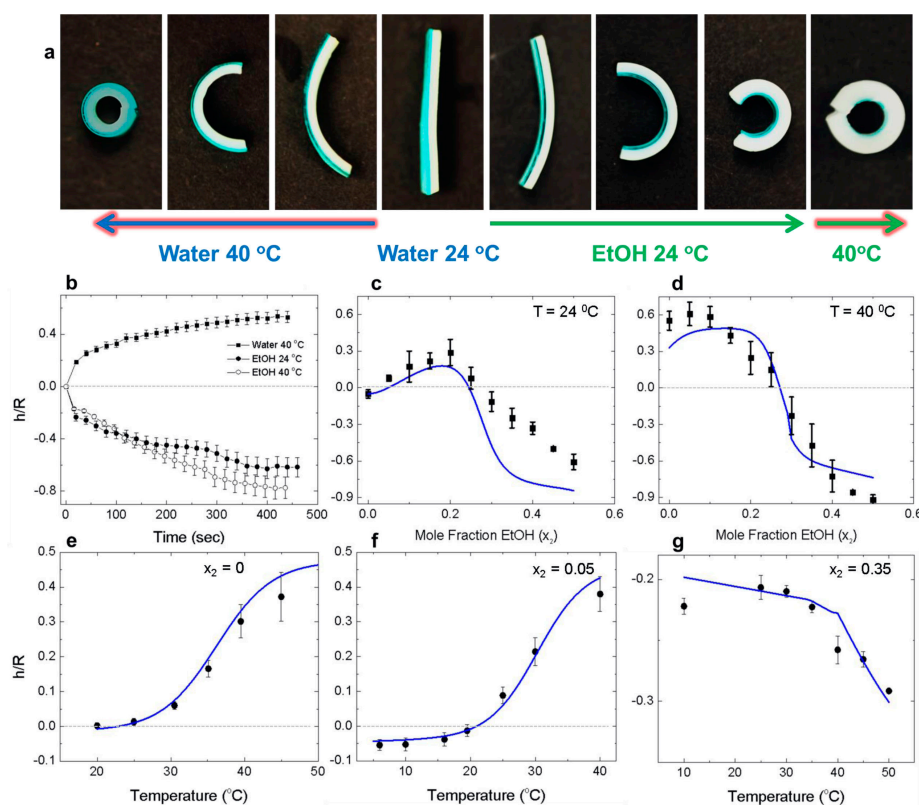 a
Water 40 °C
Water 24 °C
EtOH 24 °C
40°C
b
h/R
0.4
0.0
-0.4
-0.8
0
100
200
300
400
500
Time (sec)
Water 40 °C
EtOH 24 °C
EtOH 40 °C
c
T = 24 ⁰C
0.6
0.3
0.0
-0.3
-0.6
-0.9
0.0
0.2
0.4
0.6
Mole Fraction EtOH (x₂)
d
T = 40 ⁰C
0.6
0.3
0.0
-0.3
-0.6
-0.9
0.0
0.2
0.4
0.6
Mole Fraction EtOH (x₂)
e
x₂ = 0
h/R
0.5
0.4
0.3
0.2
0.1
0.0
-0.1
20
30
40
50
Temperature (°C)
f
x₂ = 0.05
0.5
0.4
0.3
0.2
0.1
0.0
-0.1
10
20
30
40
Temperature (°C)
g
x₂ = 0.35
-0.2
-0.3
10
20
30
40
50
Temperature (°C)